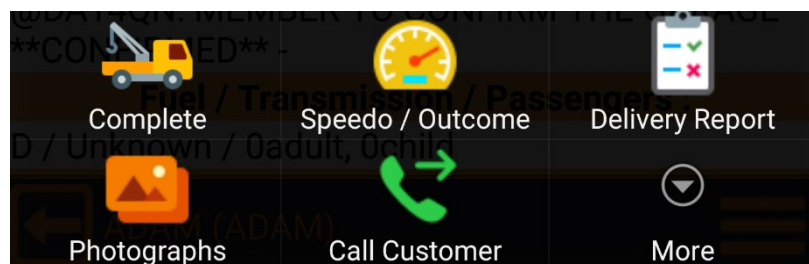 @DAT4QN: MEMBER TO CONFIRM THE GARAGE
**CONFIRMED** -
Complete
Speedo / Outcome
Delivery Report
Fuel / Transmission / Passengers :
D / Unknown / 0adult, 0child
Photographs
Call Customer
More
ADAM (ADAM)